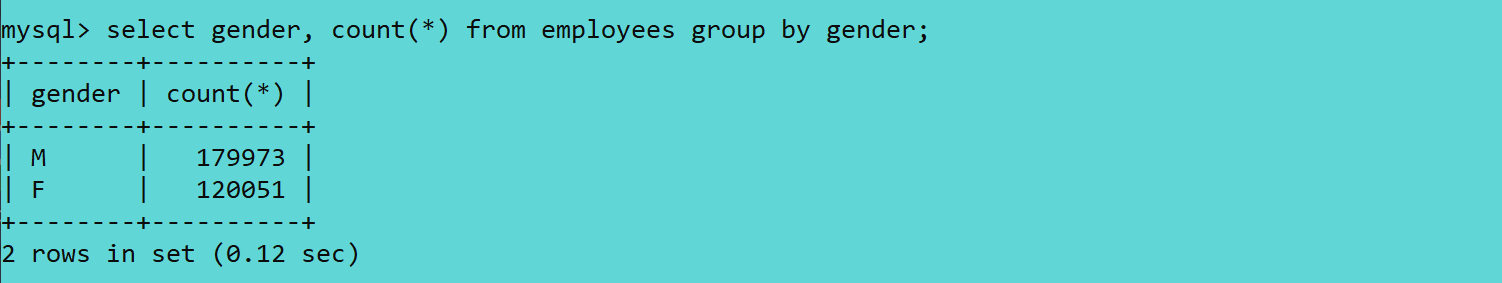 mysql> select gender, count(*) from employees group by gender;
+--------+----------+
| gender | count(*) |
+--------+----------+
| M      |   179973 |
| F      |   120051 |
+--------+----------+
2 rows in set (0.12 sec)